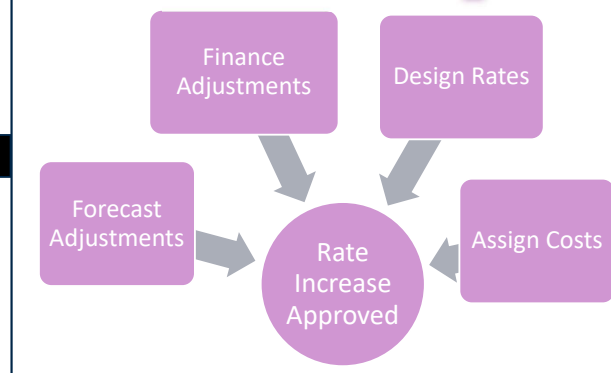 Finance
Adjustments
Design Rates
Forecast
Adjustments
Assign Costs
Rate
Increase
Approved